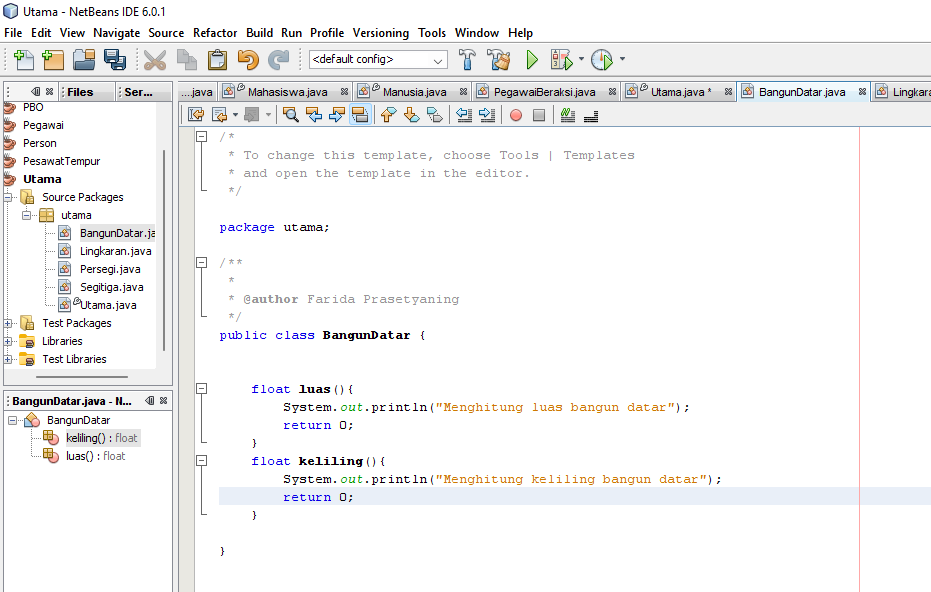 Utama - NetBeans IDE 6.0.1
File Edit View Navigate Source Refactor Build Run Profile Versioning Tools Window Help
<default config>
Files Ser...
...java Mahasiswa.java Manusia.java PegawaiBeraksi.java Utama.java * BangunDatar.java Lingkara
PBO
Pegawai
Person
PesawatTempur
Utama
Source Packages
utama
BangunDatar.ja
Lingkaran.java
Persegi.java
Segitiga.java
Utama.java
Test Packages
Libraries
Test Libraries
BangunDatar.java - N...
BangunDatar
keliling() : float
luas() : float
/*
* To change this template, choose Tools | Templates
* and open the template in the editor.
*/
package utama;
/**
*
* @author Farida Prasetyaning
*/
public class BangunDatar {
float luas(){
System.out.println("Menghitung luas bangun datar");
return 0;
}
float keliling(){
System.out.println("Menghitung keliling bangun datar");
return 0;
}
}